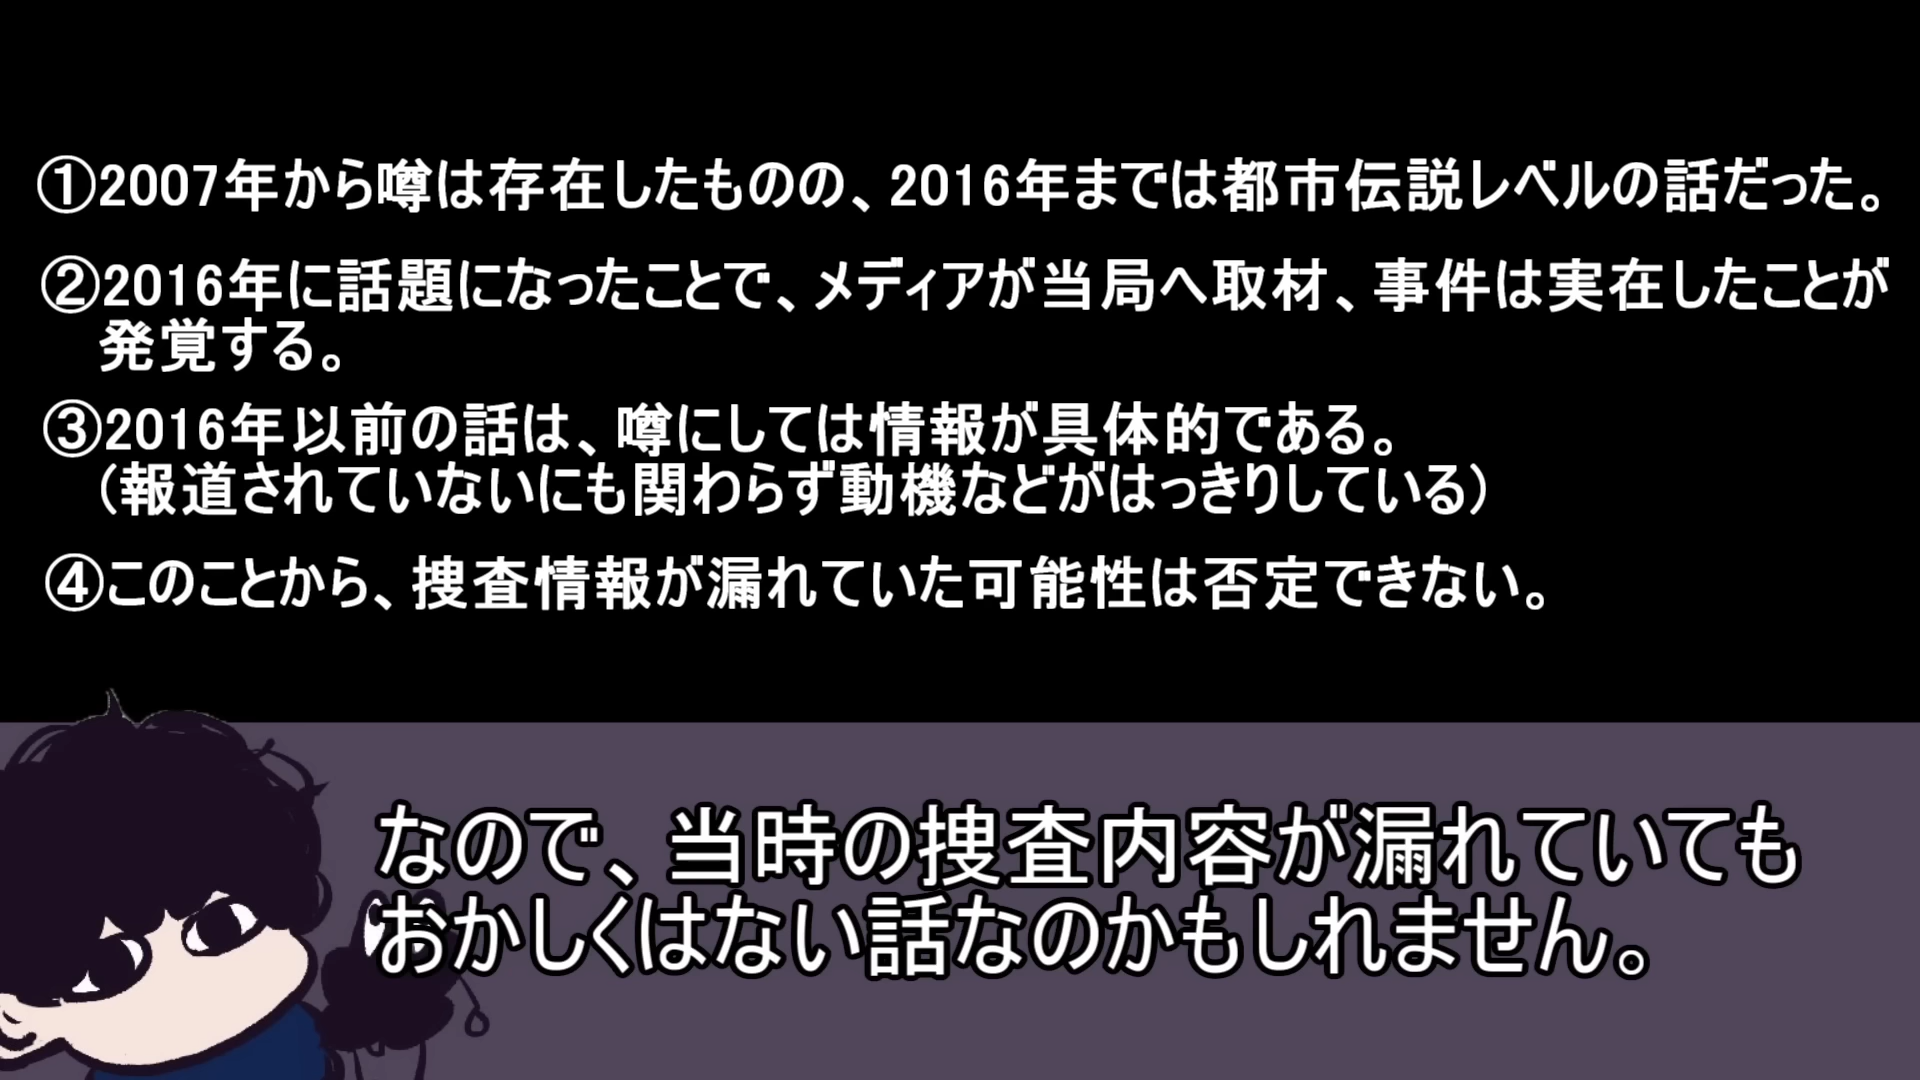 ①2007年から噂は存在したものの、2016年までは都市伝説レベルの話だった。
②2016年に話題になったことで、メディアが当局へ取材、事件は実在したことが
発覚する。
③2016年以前の話は、噂にしては情報が具体的である。
（報道されていないにも関わらず動機などがはっきりしている）
④このことから、捜査情報が漏れていた可能性は否定できない。
なので、当時の捜査内容が漏れていても
おかしくはない話なのかもしれません。